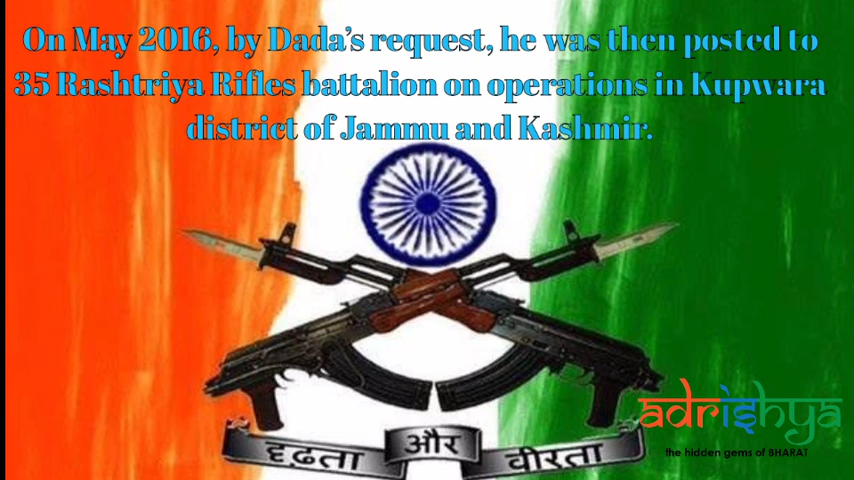 On May 2016, by Dada's request, he was then posted to
35 Rashtriya Rifles battalion on operations in Kupwara
district of Jammu and Kashmir.
दृढ़ता और वीरता
adrishya
the hidden gems of BHARAT